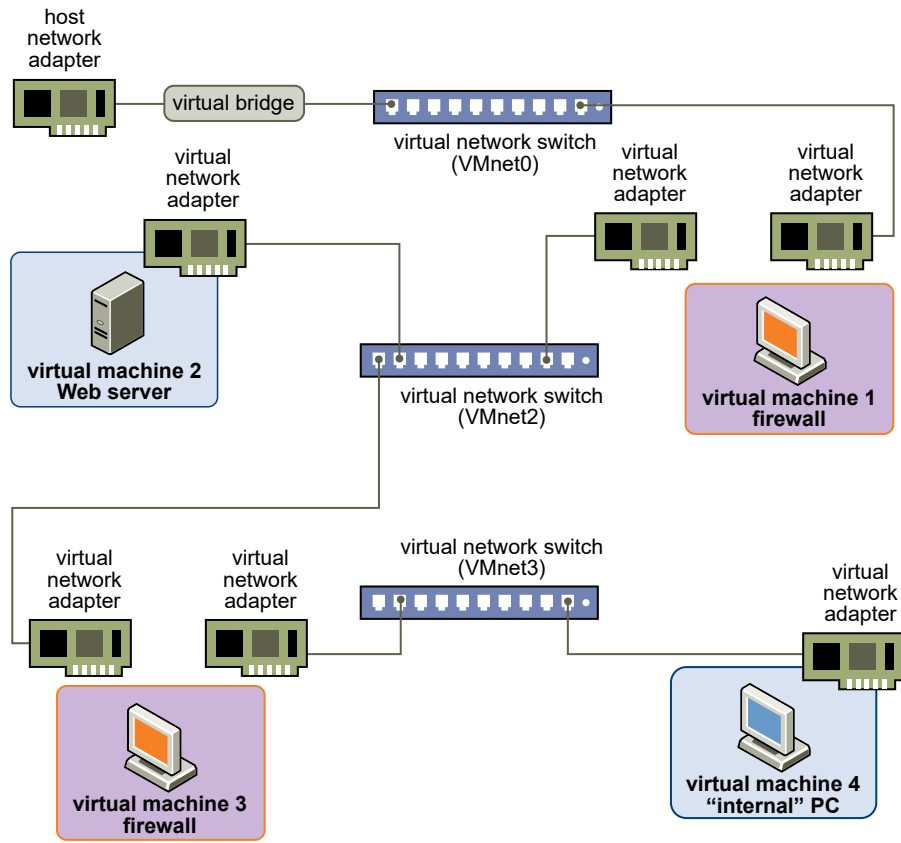 host
network
adapter
virtual bridge
virtual network switch
(VMnet0)
virtual
network
adapter
virtual
network
adapter
virtual
network
adapter
virtual machine 2
Web server
virtual network switch
(VMnet2)
virtual machine 1
firewall
virtual
network
adapter
virtual
network
adapter
virtual network switch
(VMnet3)
virtual
network
adapter
virtual machine 3
firewall
virtual machine 4
“internal” PC